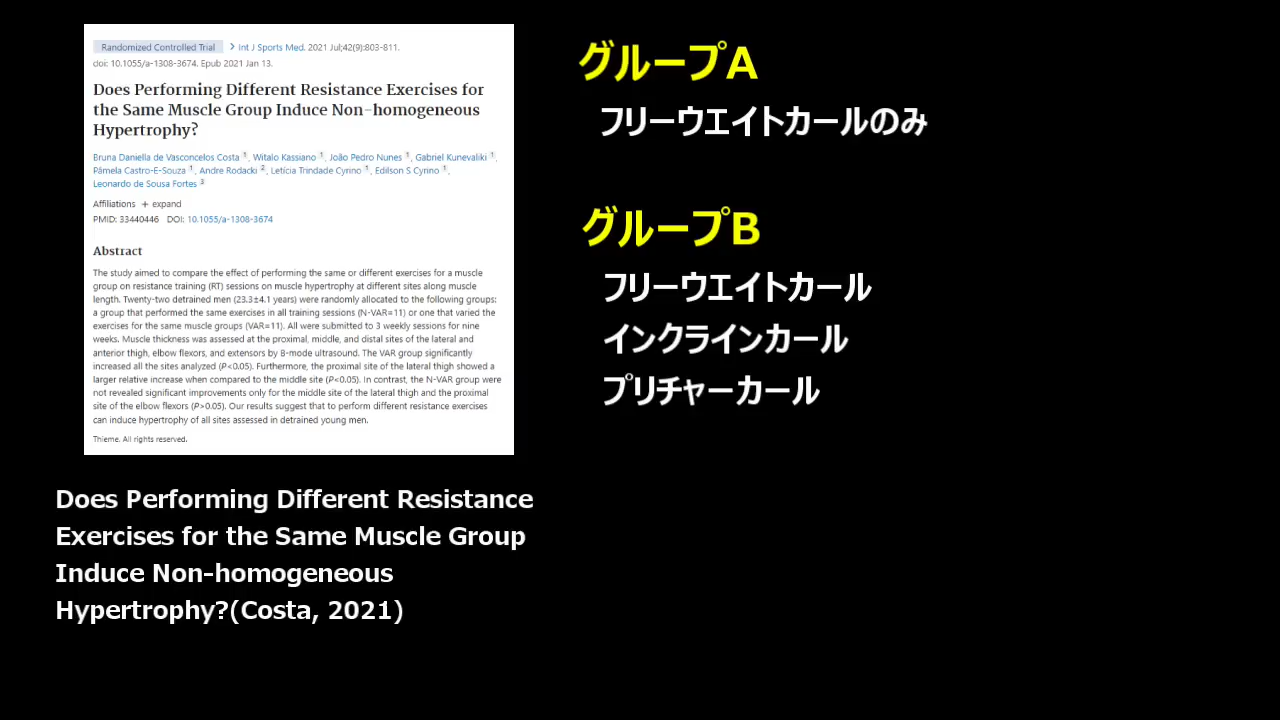 Randomized Controlled Trial > Int J Sports Med. 2021 Jul;42(9):803-811.
doi: 10.1055/a-1308-3674. Epub 2021 Jan 13.
Does Performing Different Resistance Exercises for
the Same Muscle Group Induce Non-homogeneous
Hypertrophy?
Bruna Daniella de Vasconcelos Costa 1, Witalo Kassiano 1, João Pedro Nunes 1, Gabriel Kunevaliki 1,
Pâmela Castro-E-Souza 1, Andre Rodacki 2, Letícia Trindade Cyrino 1, Edilson S Cyrino 1,
Leonardo de Sousa Fortes 3
Affiliations + expand
PMID: 33440446 DOI: 10.1055/a-1308-3674
Abstract
The study aimed to compare the effect of performing the same or different exercises for a muscle
group on resistance training (RT) sessions on muscle hypertrophy at different sites along muscle
length. Twenty-two detrained men (23.3±4.1 years) were randomly allocated to the following groups:
a group that performed the same exercises in all training sessions (N-VAR=11) or one that varied the
exercises for the same muscle groups (VAR=11). All were submitted to 3 weekly sessions for nine
weeks. Muscle thickness was assessed at the proximal, middle, and distal sites of the lateral and
anterior thigh, elbow flexors, and extensors by B-mode ultrasound. The VAR group significantly
increased all the sites analyzed (P<0.05). Furthermore, the proximal site of the lateral thigh showed a
larger relative increase when compared to the middle site (P<0.05). In contrast, the N-VAR group were
not revealed significant improvements only for the middle site of the lateral thigh and the proximal
site of the elbow flexors (P>0.05). Our results suggest that to perform different resistance exercises
can induce hypertrophy of all sites assessed in detrained young men.
Thieme. All rights reserved.
Does Performing Different Resistance
Exercises for the Same Muscle Group
Induce Non-homogeneous
Hypertrophy?(Costa, 2021)
グループA
フリーウエイトカールのみ
グループB
フリーウエイトカール
インクラインカール
プリチャーカール